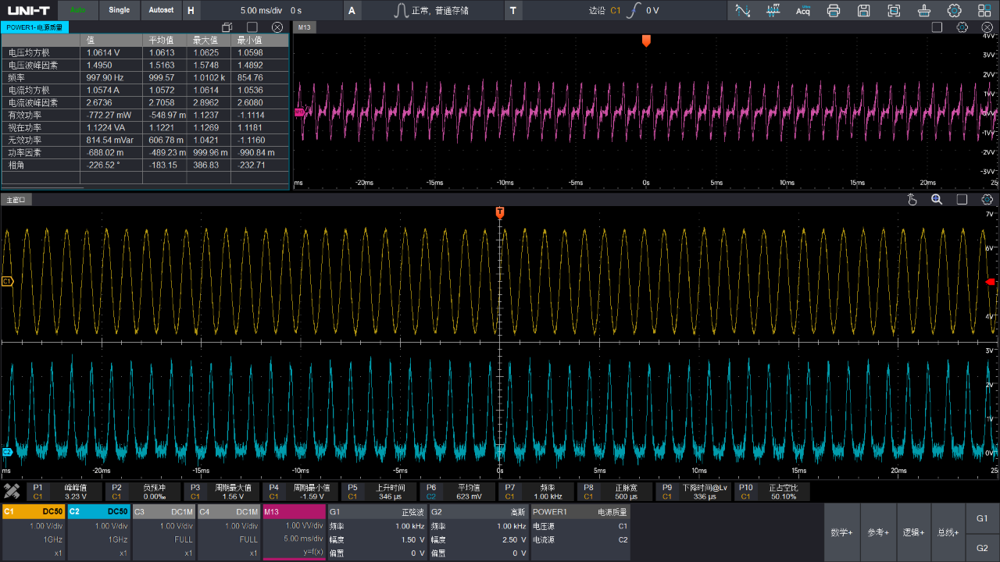 UNI-T Auto Single Autoset H 5.00 ms/div 0 s A 正常, 普通存储 T 边沿 C1 0 V Acq
POWER1-电源质量
值 平均值 最大值 最小值
电压均方根 1.0614 V 1.0613 1.0625 1.0598
电压波峰因素 1.4950 1.5163 1.5748 1.4892
频率 997.90 Hz 999.57 1.0102 k 854.76
电流均方根 1.0574 A 1.0572 1.0614 1.0536
电流波峰因素 2.6736 2.7058 2.8962 2.6080
有效功率 -772.27 mW -548.97 m 1.1237 -1.1114
视在功率 1.1224 VA 1.1221 1.1269 1.1181
无效功率 814.54 mVar 606.78 m 1.0421 -1.1160
功率因素 -688.02 m -489.23 m 999.96 m -990.84 m
相角 -226.52 ° -183.15 386.83 -232.71
M13
4VV
3VV
2VV
1VV
M13 0VV
-1VV
-2VV
-3VV
ms -20ms -15ms -10ms -5ms 0s 5ms 10ms 15ms 20ms 25
主窗口
T
7V
6V
C1
4V
3V
2V
1V
C2 0V
ms -20ms -15ms -10ms -5ms 0s 5ms 10ms 15ms 20ms 25
P1 峰峰值 P2 负预冲 P3 周期最大值 P4 周期最小值 P5 上升时间 P6 平均值 P7 频率 P8 正脉宽 P9 下降时间@Lv P10 正占空比
C1 3.23 V C1 0.00‰ C1 1.56 V C1 -1.59 V C1 346 µs C2 623 mV C1 1.00 kHz C1 500 µs C1 336 µs C1 50.10%
C1 DC50 C2 DC50 C3 DC1M C4 DC1M M13 G1 正弦波 G2 高斯 POWER1 电源质量
1.00 V/div 1.00 V/div 1.00 V/div 1.00 V/div 1.00 VV/div 频率 1.00 kHz 频率 1.00 kHz 电压源 C1
1GHz 1GHz FULL FULL 5.00 ms/div 幅度 1.50 V 幅度 2.50 V 电流源 C2
x1 x1 x1 x1 y=f(x) 偏置 0 V 偏置 0 V
数学+ 参考+ 逻辑+ 总线+ G1
G2